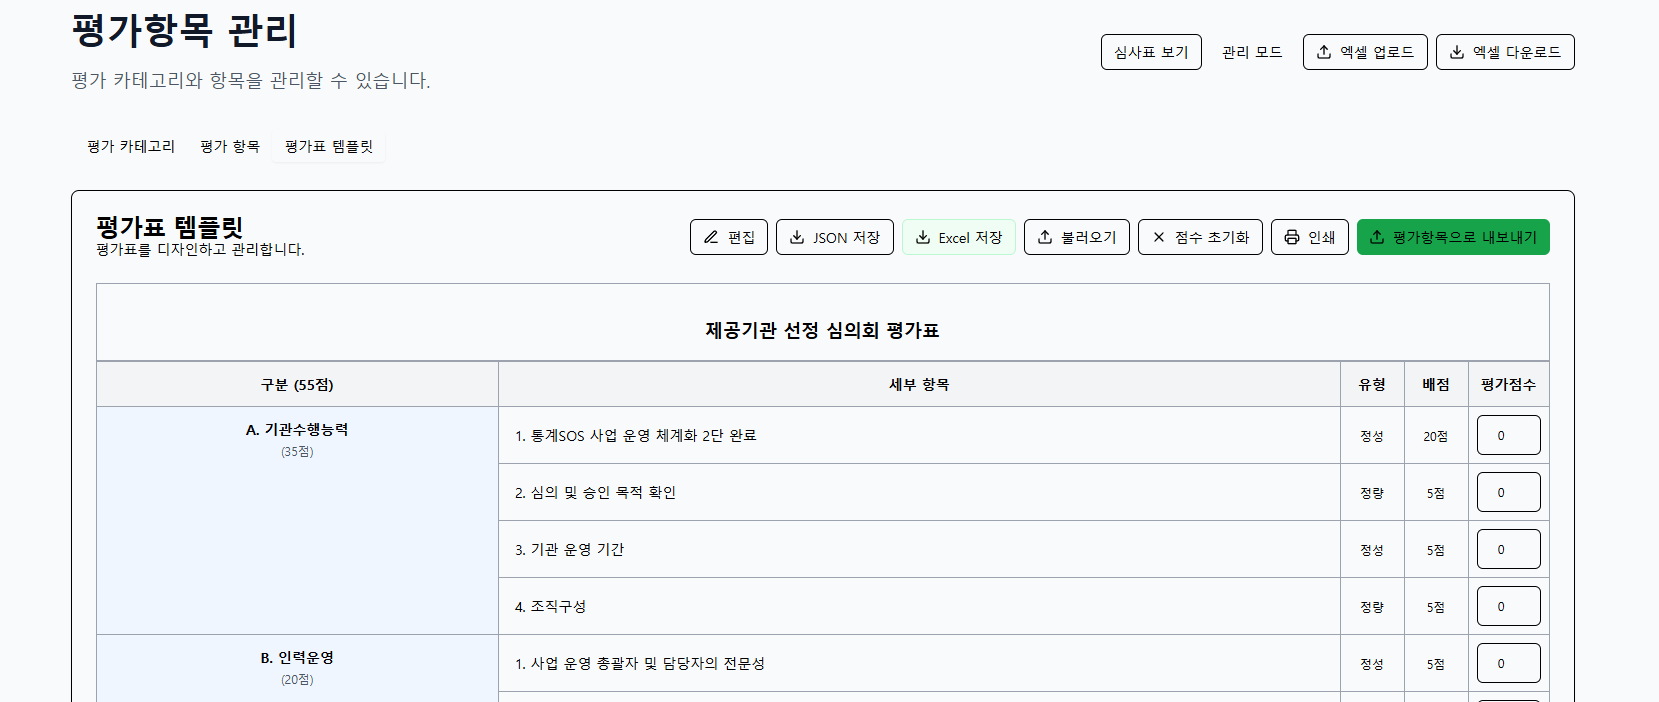 평가항목 관리
평가 카테고리와 항목을 관리할 수 있습니다.
심사표 보기 관리 모드 엑셀 업로드 엑셀 다운로드
평가 카테고리 평가 항목 평가표 템플릿
평가표 템플릿
평가표를 디자인하고 관리합니다.
편집 JSON 저장 Excel 저장 불러오기 점수 초기화 인쇄 평가항목으로 내보내기
제공기관 선정 심의회 평가표
구분 (55점) 세부 항목 유형 배점 평가점수
A. 기관수행능력
(35점)
1. 통계SOS 사업 운영 체계화 2단 완료 정성 20점 0
2. 심의 및 승인 목적 확인 정량 5점 0
3. 기관 운영 기간 정성 5점 0
4. 조직구성 정량 5점 0
B. 인력운영
(20점)
1. 사업 운영 총괄자 및 담당자의 전문성 정성 5점 0